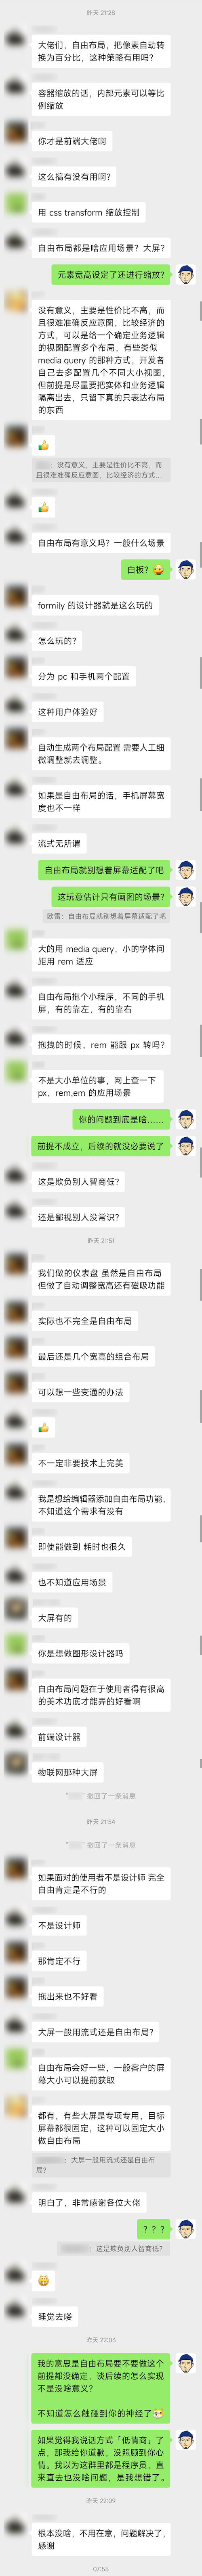 昨天 21:28
大佬们，自由布局，把像素自动转
换为百分比，这种策略有用吗？
容器缩放的话，内部元素可以等比
例缩放
你才是前端大佬啊
这么搞有没有用啊？
用 css transform 缩放控制
自由布局都是啥应用场景？大屏？
元素宽高设定了还进行缩放？
没有意义，主要是性价比不高，而
且很难准确反应意图，比较经济的
方式，可以是给一个确定业务逻辑
的视图配置多个布局，有些类似
media query 的那种方式，开发者
自己去多配置几个不同大小视图，
但前提是尽量要把实体和业务逻辑
隔离出去，只留下真的只表达布局
的东西
👍
：没有意义，主要是性价比不高，而
且很难准确反应意图，比较经济的方式…
👍
自由布局有意义吗？一般什么场景
白板？
formily 的设计器就是这么玩的
怎么玩的？
分为 pc 和手机两个配置
这种用户体验好
自动生成两个布局配置 需要人工细
微调整就去调整。
如果是自由布局的话，手机屏幕宽
度也不一样
流式无所谓
自由布局就别想着屏幕适配了吧
这玩意估计只有画图的场景？
欧雷：自由布局就别想着屏幕适配了吧
大的用 media query，小的字体间
距用 rem 适应
自由布局拖个小程序，不同的手机
屏，有的靠左，有的靠右
拖拽的时候，rem 能跟 px 转吗？
不是大小单位的事，网上查一下
px，rem,em 的应用场景
你的问题到底是啥……
前提不成立，后续的就没必要说了
这是欺负别人智商低？
还是鄙视别人没常识？
昨天 21:51
我们做的仪表盘 虽然是自由布局
但做了自动调整宽高还有磁吸功能
实际也不完全是自由布局
最后还是几个宽高的组合布局
可以想一些变通的办法
👍
不一定非要技术上完美
我是想给编辑器添加自由布局功能，
不知道这个需求有没有
即使能做到 耗时也很久
也不知道应用场景
大屏有的
你是想做图形设计器吗
自由布局问题在于使用者得有很高
的美术功底才能弄的好看啊
前端设计器
物联网那种大屏
" " 撤回了一条消息
昨天 21:54
" " 撤回了一条消息
如果面对的使用者不是设计师 完全
自由肯定是不行的
不是设计师
那肯定不行
拖出来也不好看
大屏一般用流式还是自由布局？
自由布局会好一些，一般客户的屏
幕大小可以提前获取
都有，有些大屏是专项专用，目标
屏幕都很固定，这种可以固定大小
做自由布局
：大屏一般用流式还是自由布
局？
明白了，非常感谢各位大佬
？？？
：这是欺负别人智商低？
睡觉去喽
昨天 22:03
我的意思是自由布局要不要做这个
前提都没确定，谈后续的怎么实现
不是没啥意义？
不知道怎么触碰到你的神经了
如果觉得我说话方式「低情商」了
点，那我给你道歉，没照顾到你心
情。我以为这群里都是程序员，直
来直去也没啥问题，是我想错了。
昨天 22:09
根本没啥，不用在意，问题解决了，
感谢
07:55